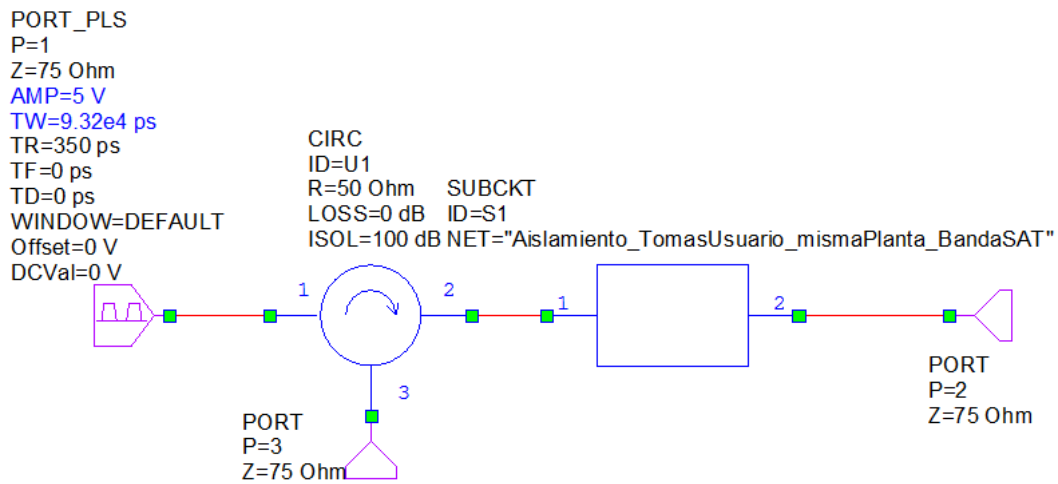 PORT_PLS
P=1
Z=75 Ohm
AMP=5 V
TW=9.32e4 ps
TR=350 ps
TF=0 ps
TD=0 ps
WINDOW=DEFAULT
Offset=0 V
DCVal=0 V
CIRC
ID=U1
R=50 Ohm
LOSS=0 dB
ISOL=100 dB
SUBCKT
ID=S1
NET="Aislamiento_TomasUsuario_mismaPlanta_BandaSAT"
1
2
3
1
2
PORT
P=3
Z=75 Ohm
PORT
P=2
Z=75 Ohm